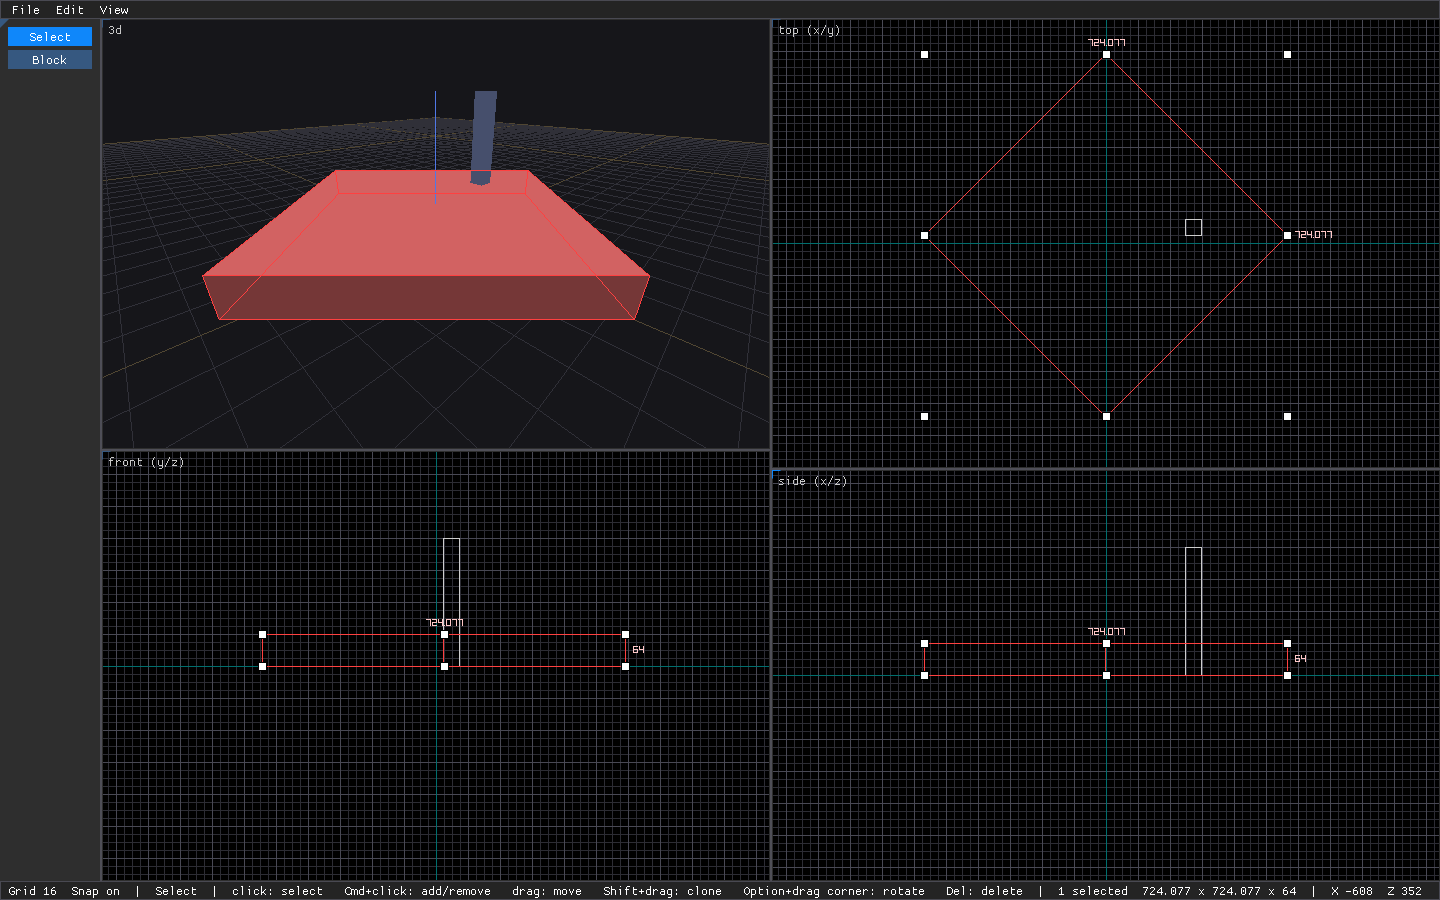 File Edit View
Select
Block
3d
top (x/y)
724.077
724.077
front (y/z)
724.077
64
side (x/z)
724.077
64
Grid 16 Snap on | Select | click: select Cmd+click: add/remove drag: move Shift+drag: clone Option+drag corner: rotate Del: delete | 1 selected 724.077 x 724.077 x 64 | X -608 Z 352